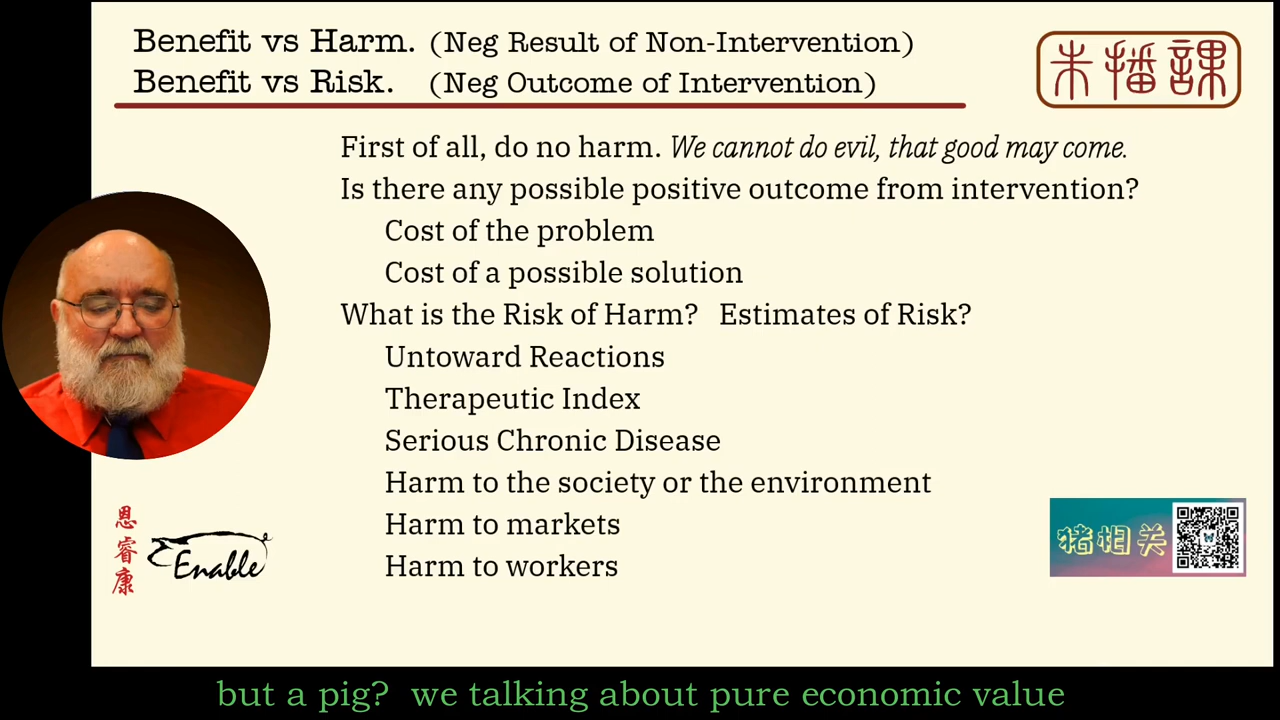 Benefit vs Harm. (Neg Result of Non-Intervention)
Benefit vs Risk. (Neg Outcome of Intervention)
未播課
First of all, do no harm. We cannot do evil, that good may come.
Is there any possible positive outcome from intervention?
Cost of the problem
Cost of a possible solution
What is the Risk of Harm? Estimates of Risk?
Untoward Reactions
Therapeutic Index
Serious Chronic Disease
Harm to the society or the environment
Harm to markets
Harm to workers
恩睿康
Enable
猪相关
but a pig? we talking about pure economic value